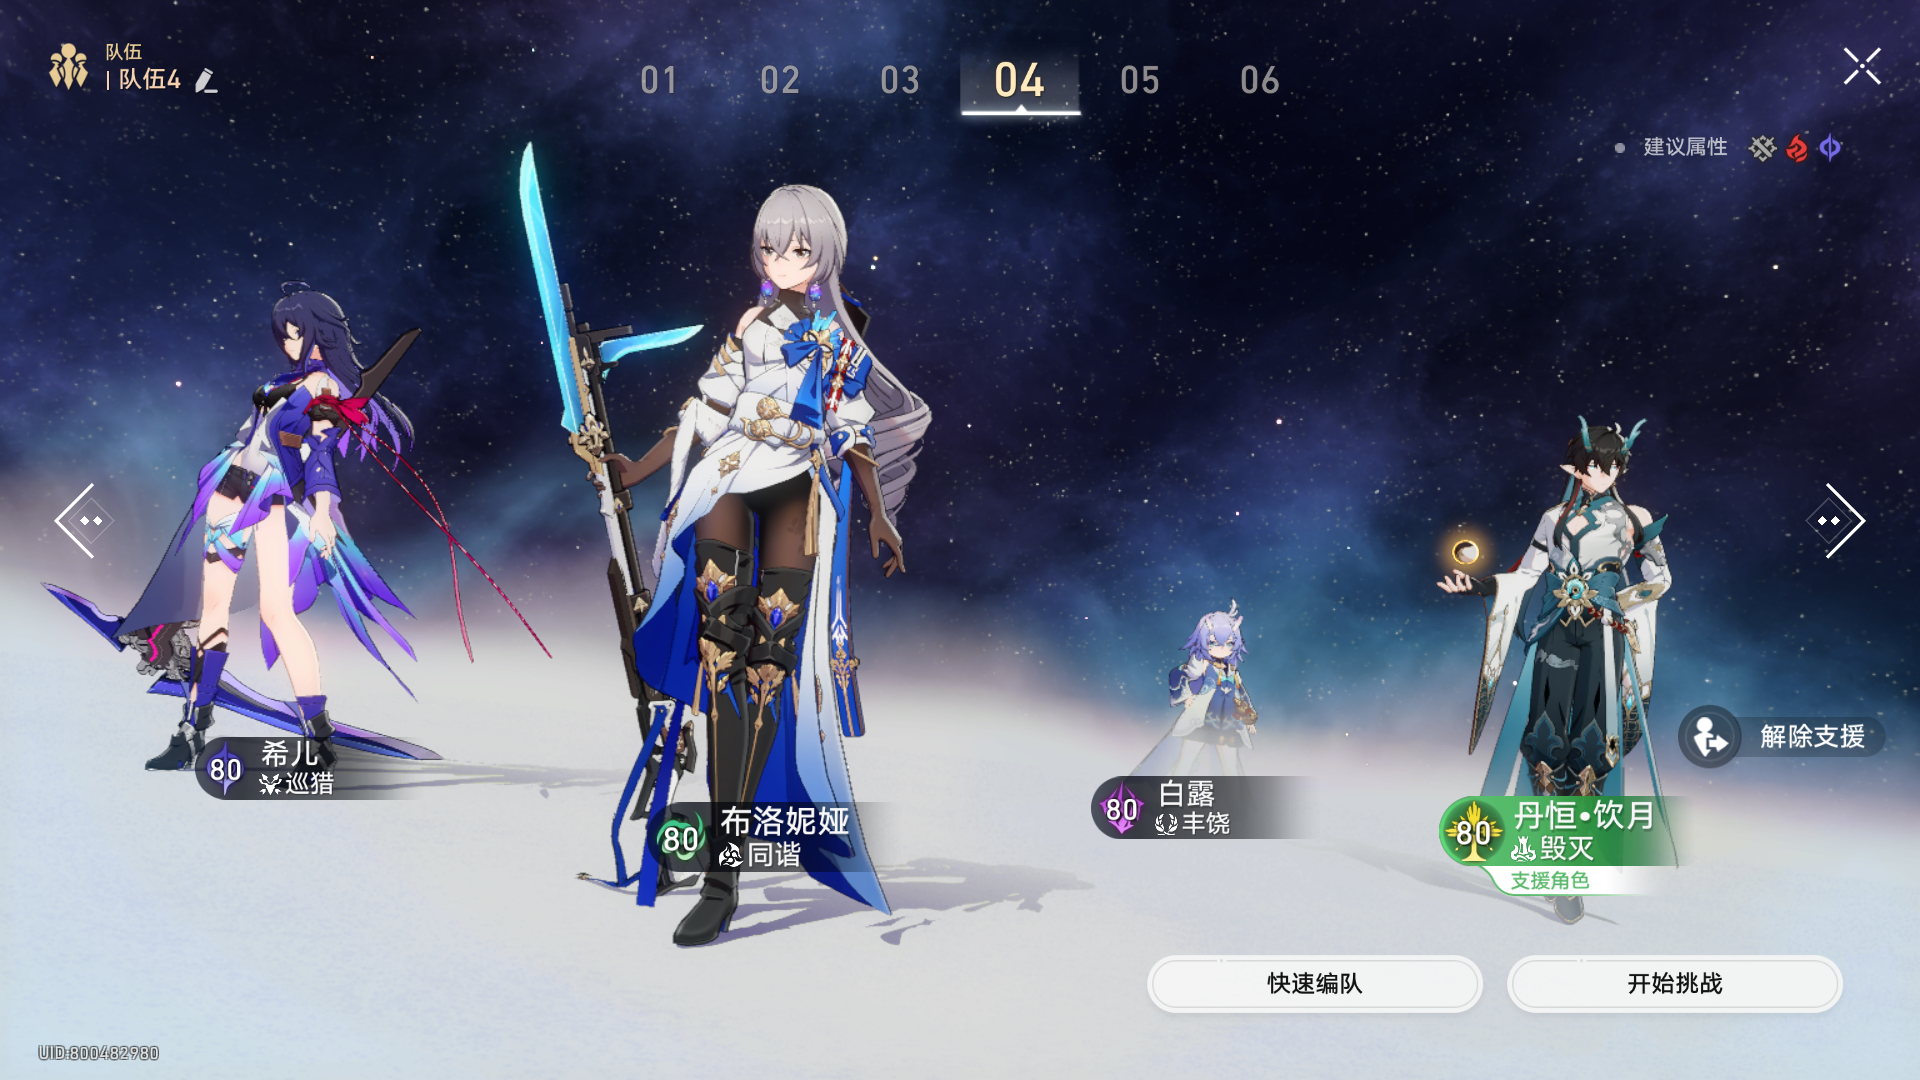 队伍
队伍4
01 02 03 04 05 06
建议属性
80 希儿
巡猎
80 布洛妮娅
同谐
80 白露
丰饶
80 丹恒•饮月
毁灭
支援角色
解除支援
快速编队
开始挑战
UID:800482980